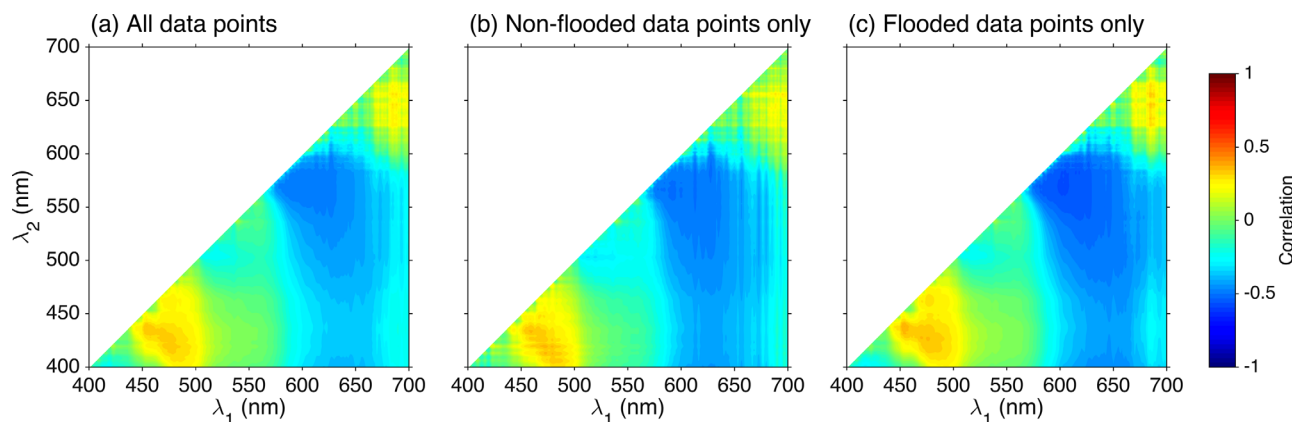 (a) All data points
(b) Non-flooded data points only
(c) Flooded data points only
700
650
600
550
500
450
400
λ2 (nm)
400 450 500 550 600 650 700
λ1 (nm)
400 450 500 550 600 650 700
λ1 (nm)
400 450 500 550 600 650 700
λ1 (nm)
1
0.5
0
-0.5
-1
Correlation